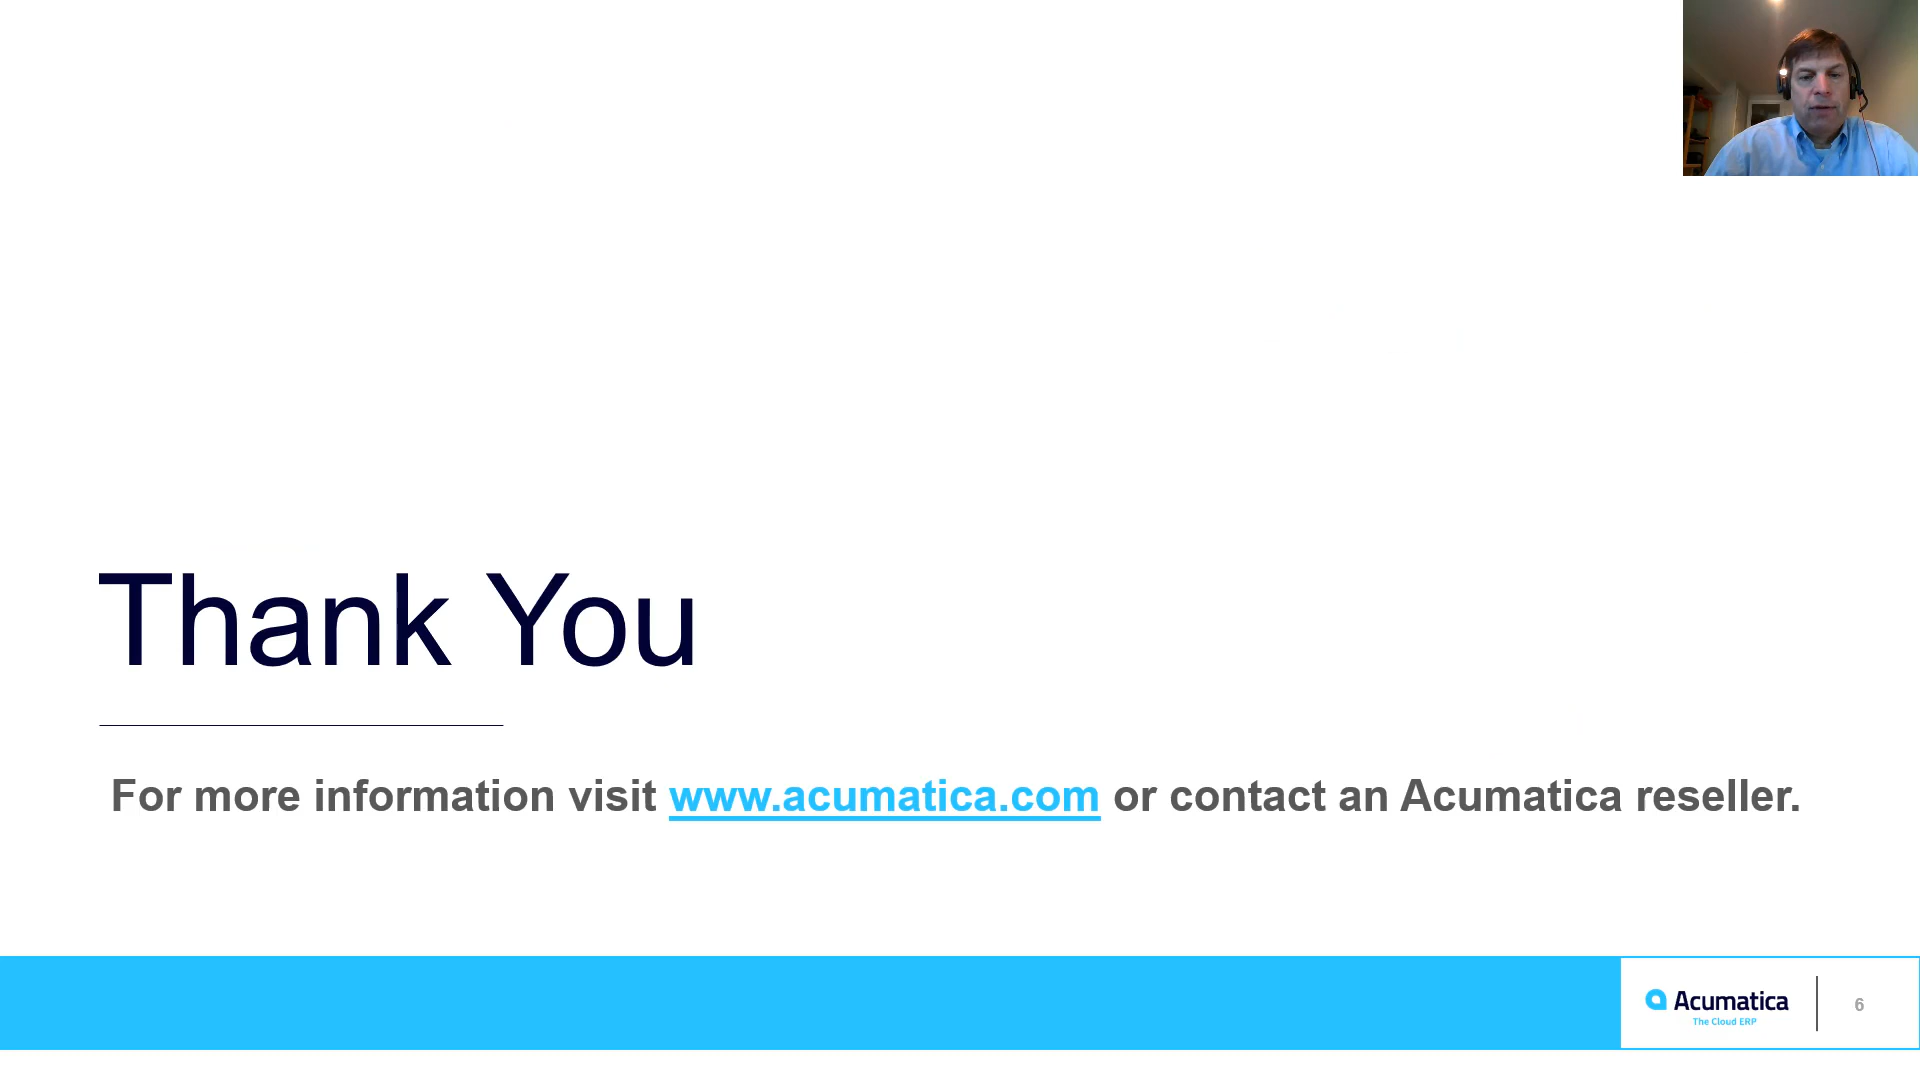 Thank You
For more information visit www.acumatica.com or contact an Acumatica reseller.
Acumatica
The Cloud ERP
6